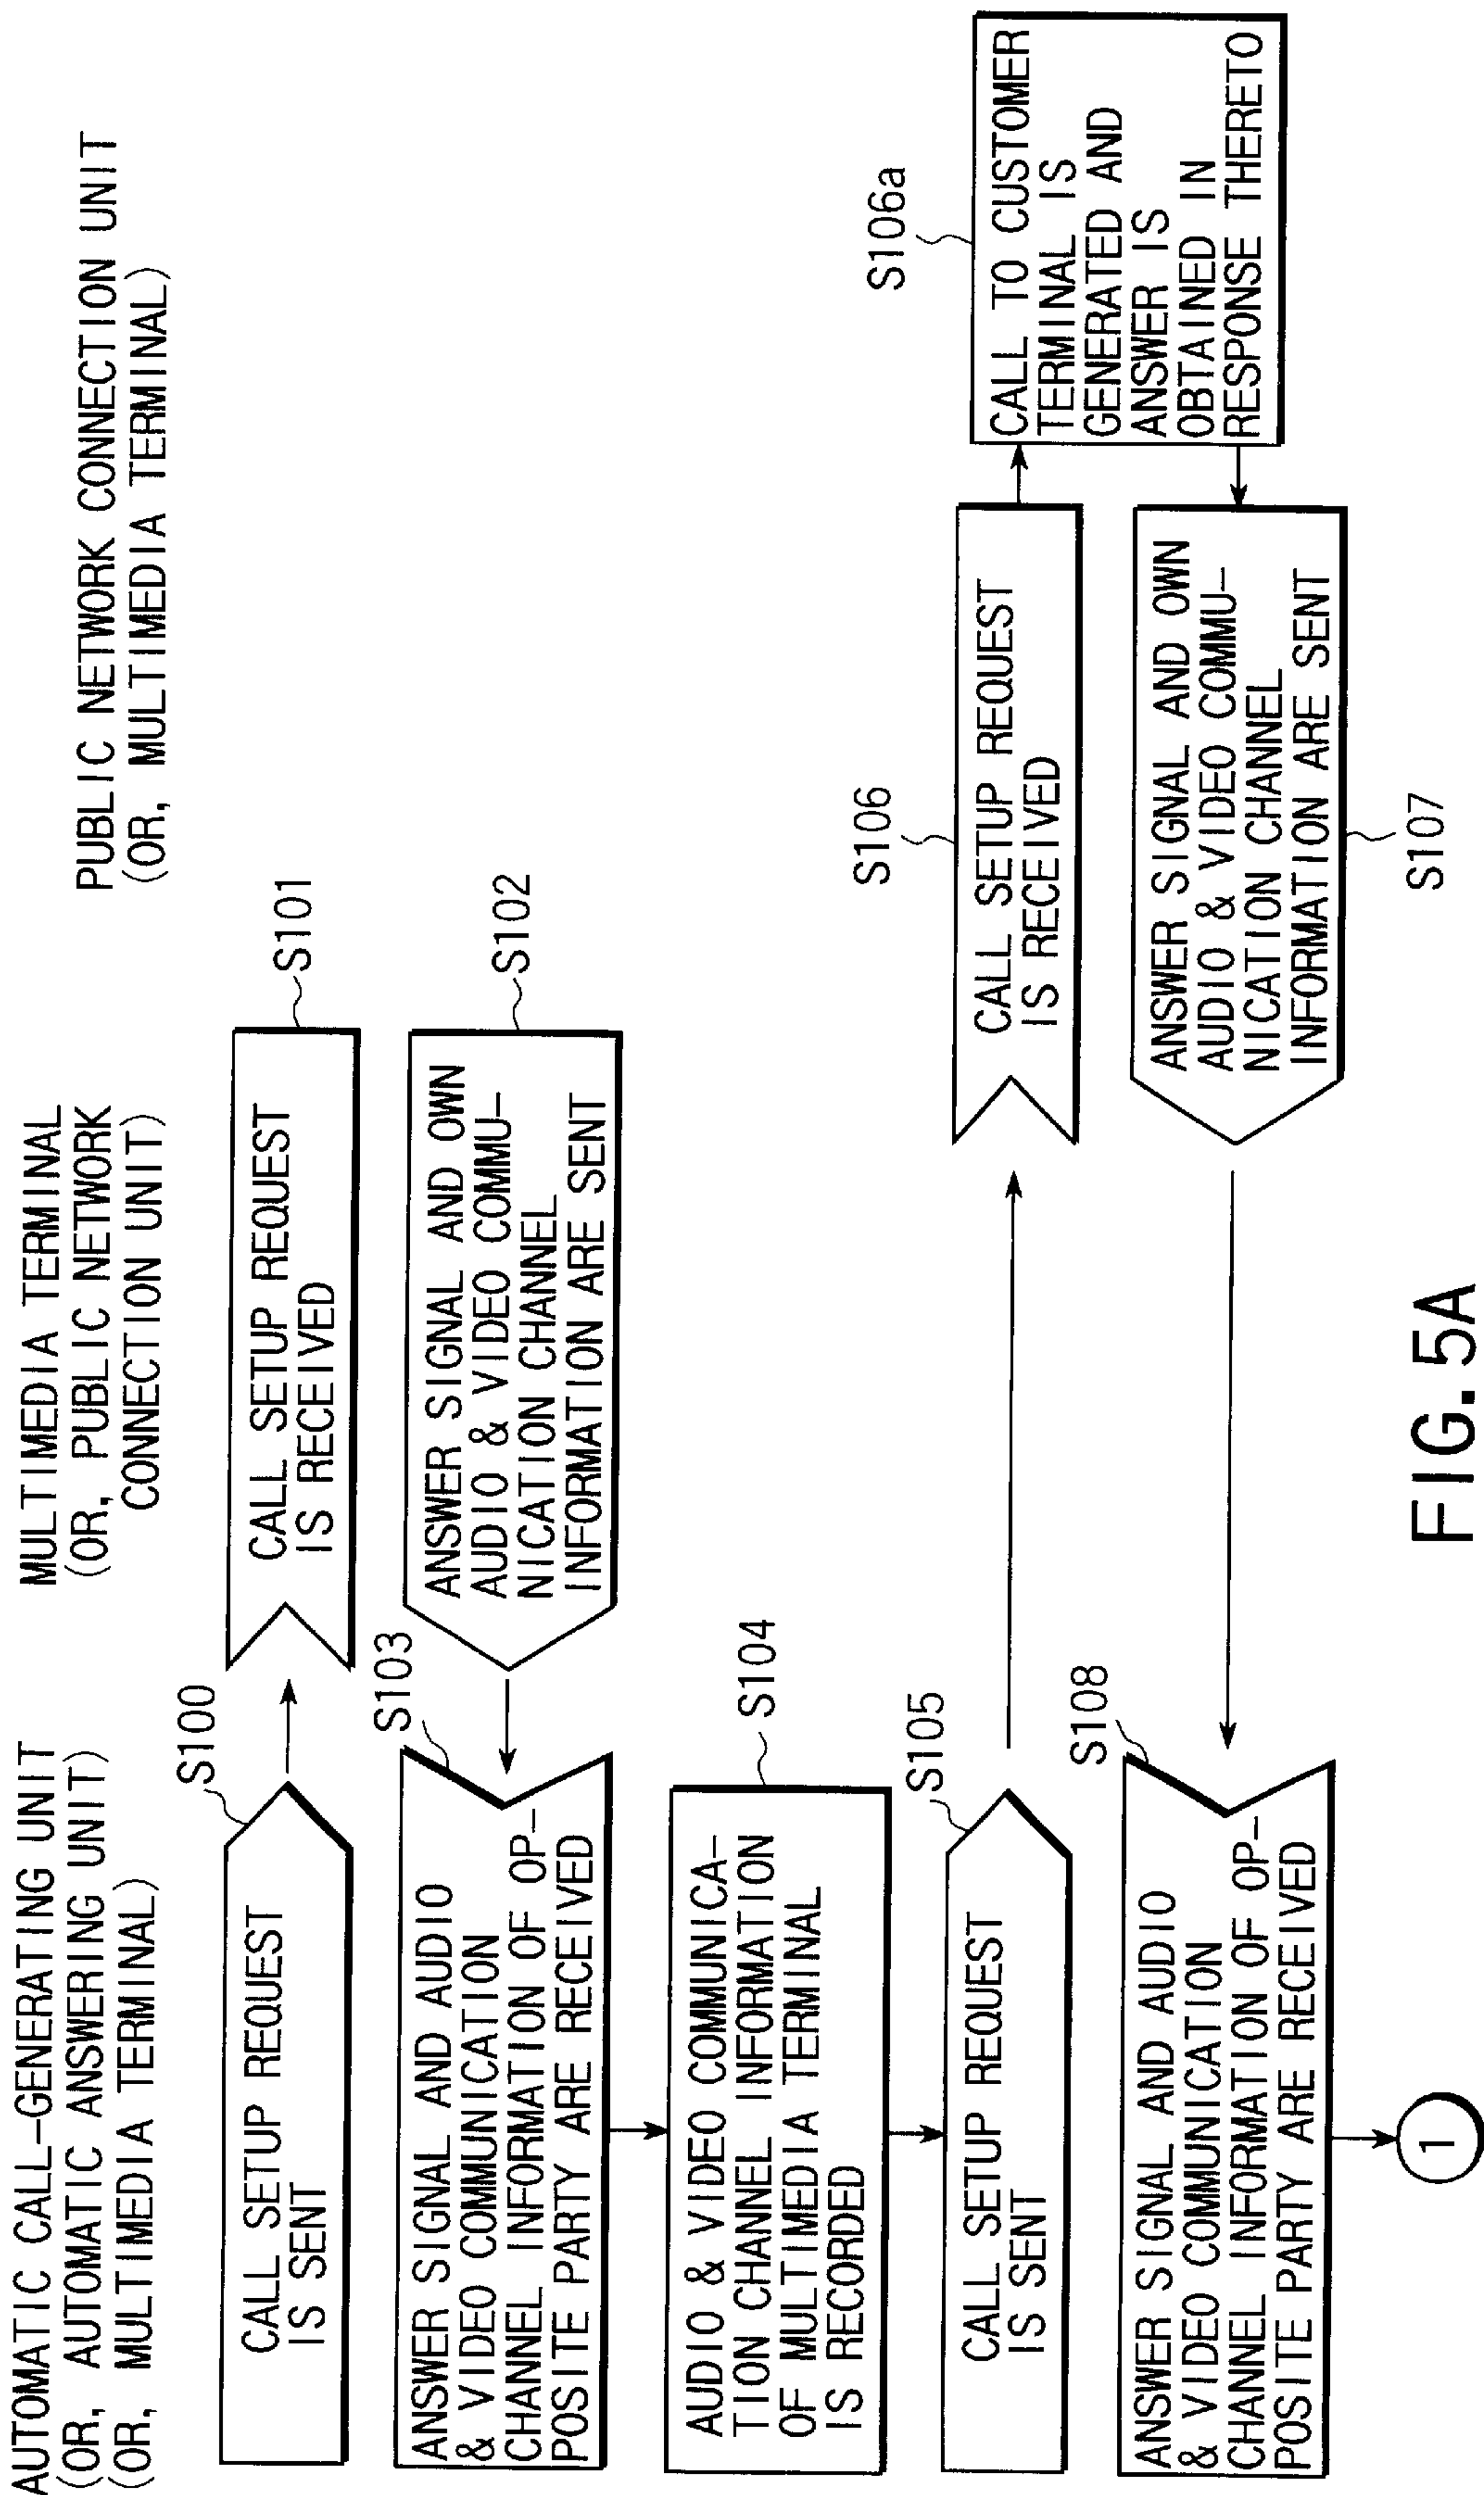 AUTOMATIC CALL-GENERATING UNIT
(OR, AUTOMATIC ANSWERING UNIT)
(OR, MULTIMEDIA TERMINAL)
MULTIMEDIA TERMINAL
(OR, PUBLIC NETWORK
CONNECTION UNIT)
PUBLIC NETWORK CONNECTION UNIT
(OR, MULTIMEDIA TERMINAL)
S100
CALL SETUP REQUEST
IS SENT
S101
CALL SETUP REQUEST
IS RECEIVED
S102
ANSWER SIGNAL AND OWN
AUDIO & VIDEO COMMU-
NICATION CHANNEL
INFORMATION ARE SENT
S103
ANSWER SIGNAL AND AUDIO
& VIDEO COMMUNICATION
CHANNEL INFORMATION OF OP-
POSITE PARTY ARE RECEIVED
S104
AUDIO & VIDEO COMMUNICA-
TION CHANNEL INFORMATION
OF MULTIMEDIA TERMINAL
IS RECORDED
S105
CALL SETUP REQUEST
IS SENT
S106
CALL SETUP REQUEST
IS RECEIVED
S106a
CALL TO CUSTOMER
TERMINAL IS
GENERATED AND
ANSWER IS
OBTAINED IN
RESPONSE THERETO
S107
ANSWER SIGNAL AND OWN
AUDIO & VIDEO COMMU-
NICATION CHANNEL
INFORMATION ARE SENT
S108
ANSWER SIGNAL AND AUDIO
& VIDEO COMMUNICATION
CHANNEL INFORMATION OF OP-
POSITE PARTY ARE RECEIVED
1
FIG. 5A